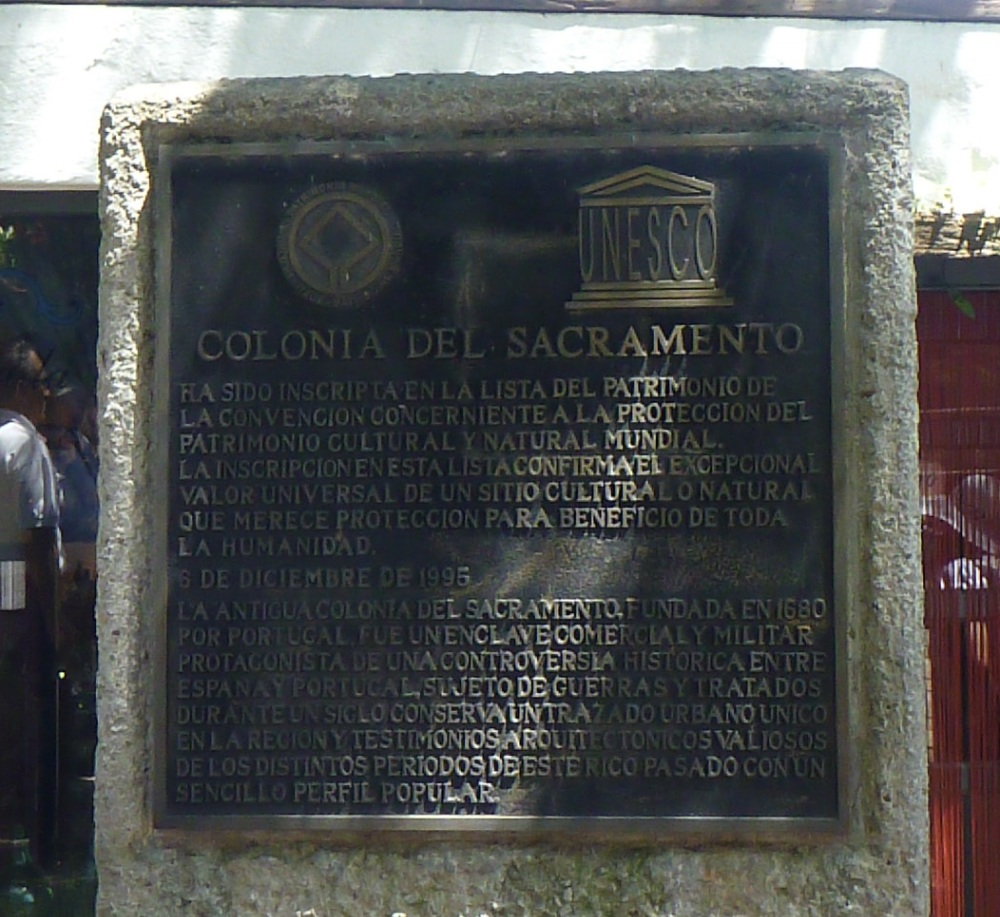 UNESCO
COLONIA DEL SACRAMENTO
HA SIDO INSCRIPTA EN LA LISTA DEL PATRIMONIO DE
LA CONVENCION CONCERNIENTE A LA PROTECCION DEL
PATRIMONIO CULTURAL Y NATURAL MUNDIAL.
LA INSCRIPCION EN ESTA LISTA CONFIRMA EL EXCEPCIONAL
VALOR UNIVERSAL DE UN SITIO CULTURAL O NATURAL
QUE MERECE PROTECCION PARA BENEFICIO DE TODA
LA HUMANIDAD.
6 DE DICIEMBRE DE 1995
LA ANTIGUA COLONIA DEL SACRAMENTO, FUNDADA EN 1680
POR PORTUGAL, FUE UN ENCLAVE COMERCIAL Y MILITAR
PROTAGONISTA DE UNA CONTROVERSIA HISTORICA ENTRE
ESPANA Y PORTUGAL, SUJETO DE GUERRAS Y TRATADOS
DURANTE UN SIGLO CONSERVA UN TRAZADO URBANO UNICO
EN LA REGION Y TESTIMONIOS ARQUITECTONICOS VALIOSOS
DE LOS DISTINTOS PERIODOS DE ESTE RICO PASADO CON UN
SENCILLO PERFIL POPULAR.